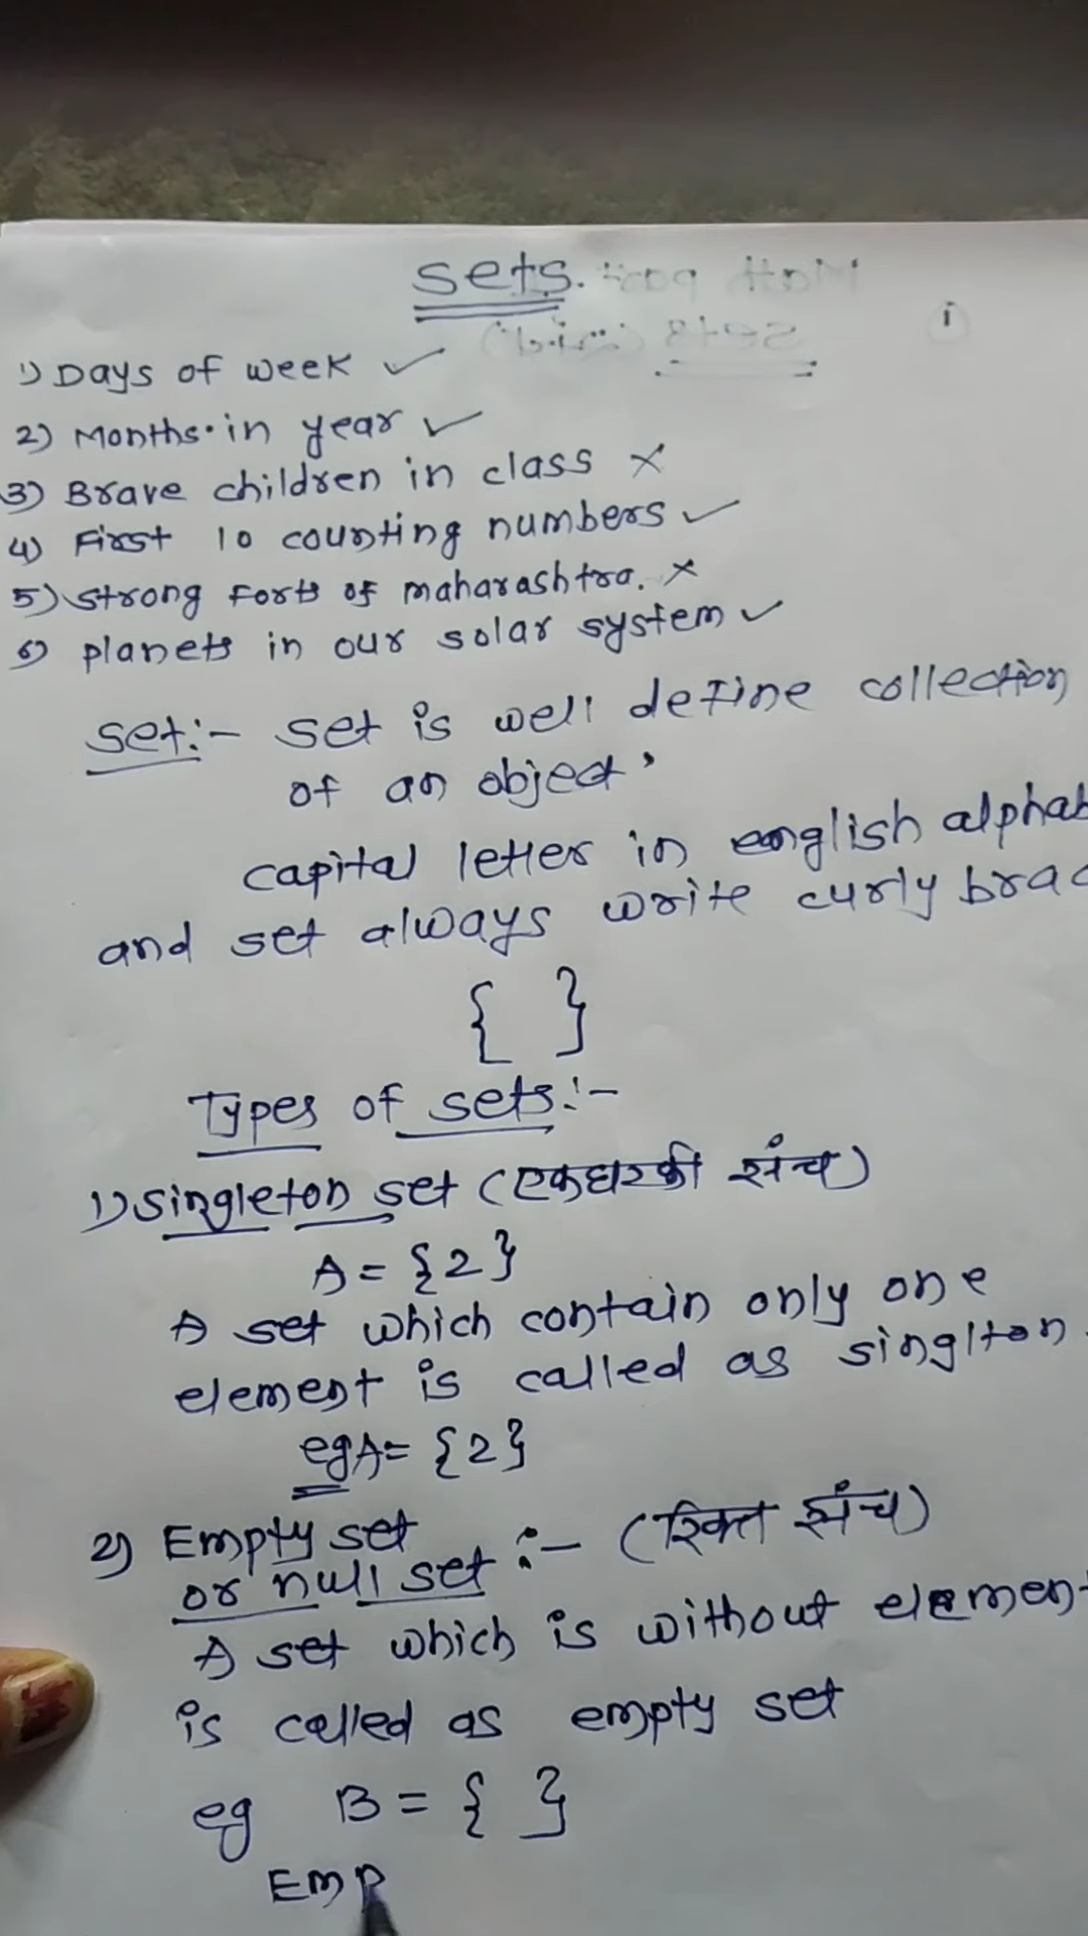 sets.
1) Days of week ✓
2) Months in year ✓
3) Brave children in class ×
4) First 10 counting numbers ✓
5) strong Forts of maharashtra. ×
6) planets in our solar system ✓
set:- set is well define collection
of an object'
capital letter in english alphab
and set always write curly brac
{ }
Types of sets:-
1) singleton set (एकघटकी संच)
A = {2}
A set which contain only one
element is called as singlton
eg A = {2}
2) Empty set :- (रिक्त संच)
or null set
A set which is without element
is called as empty set
eg B = { }
Emp